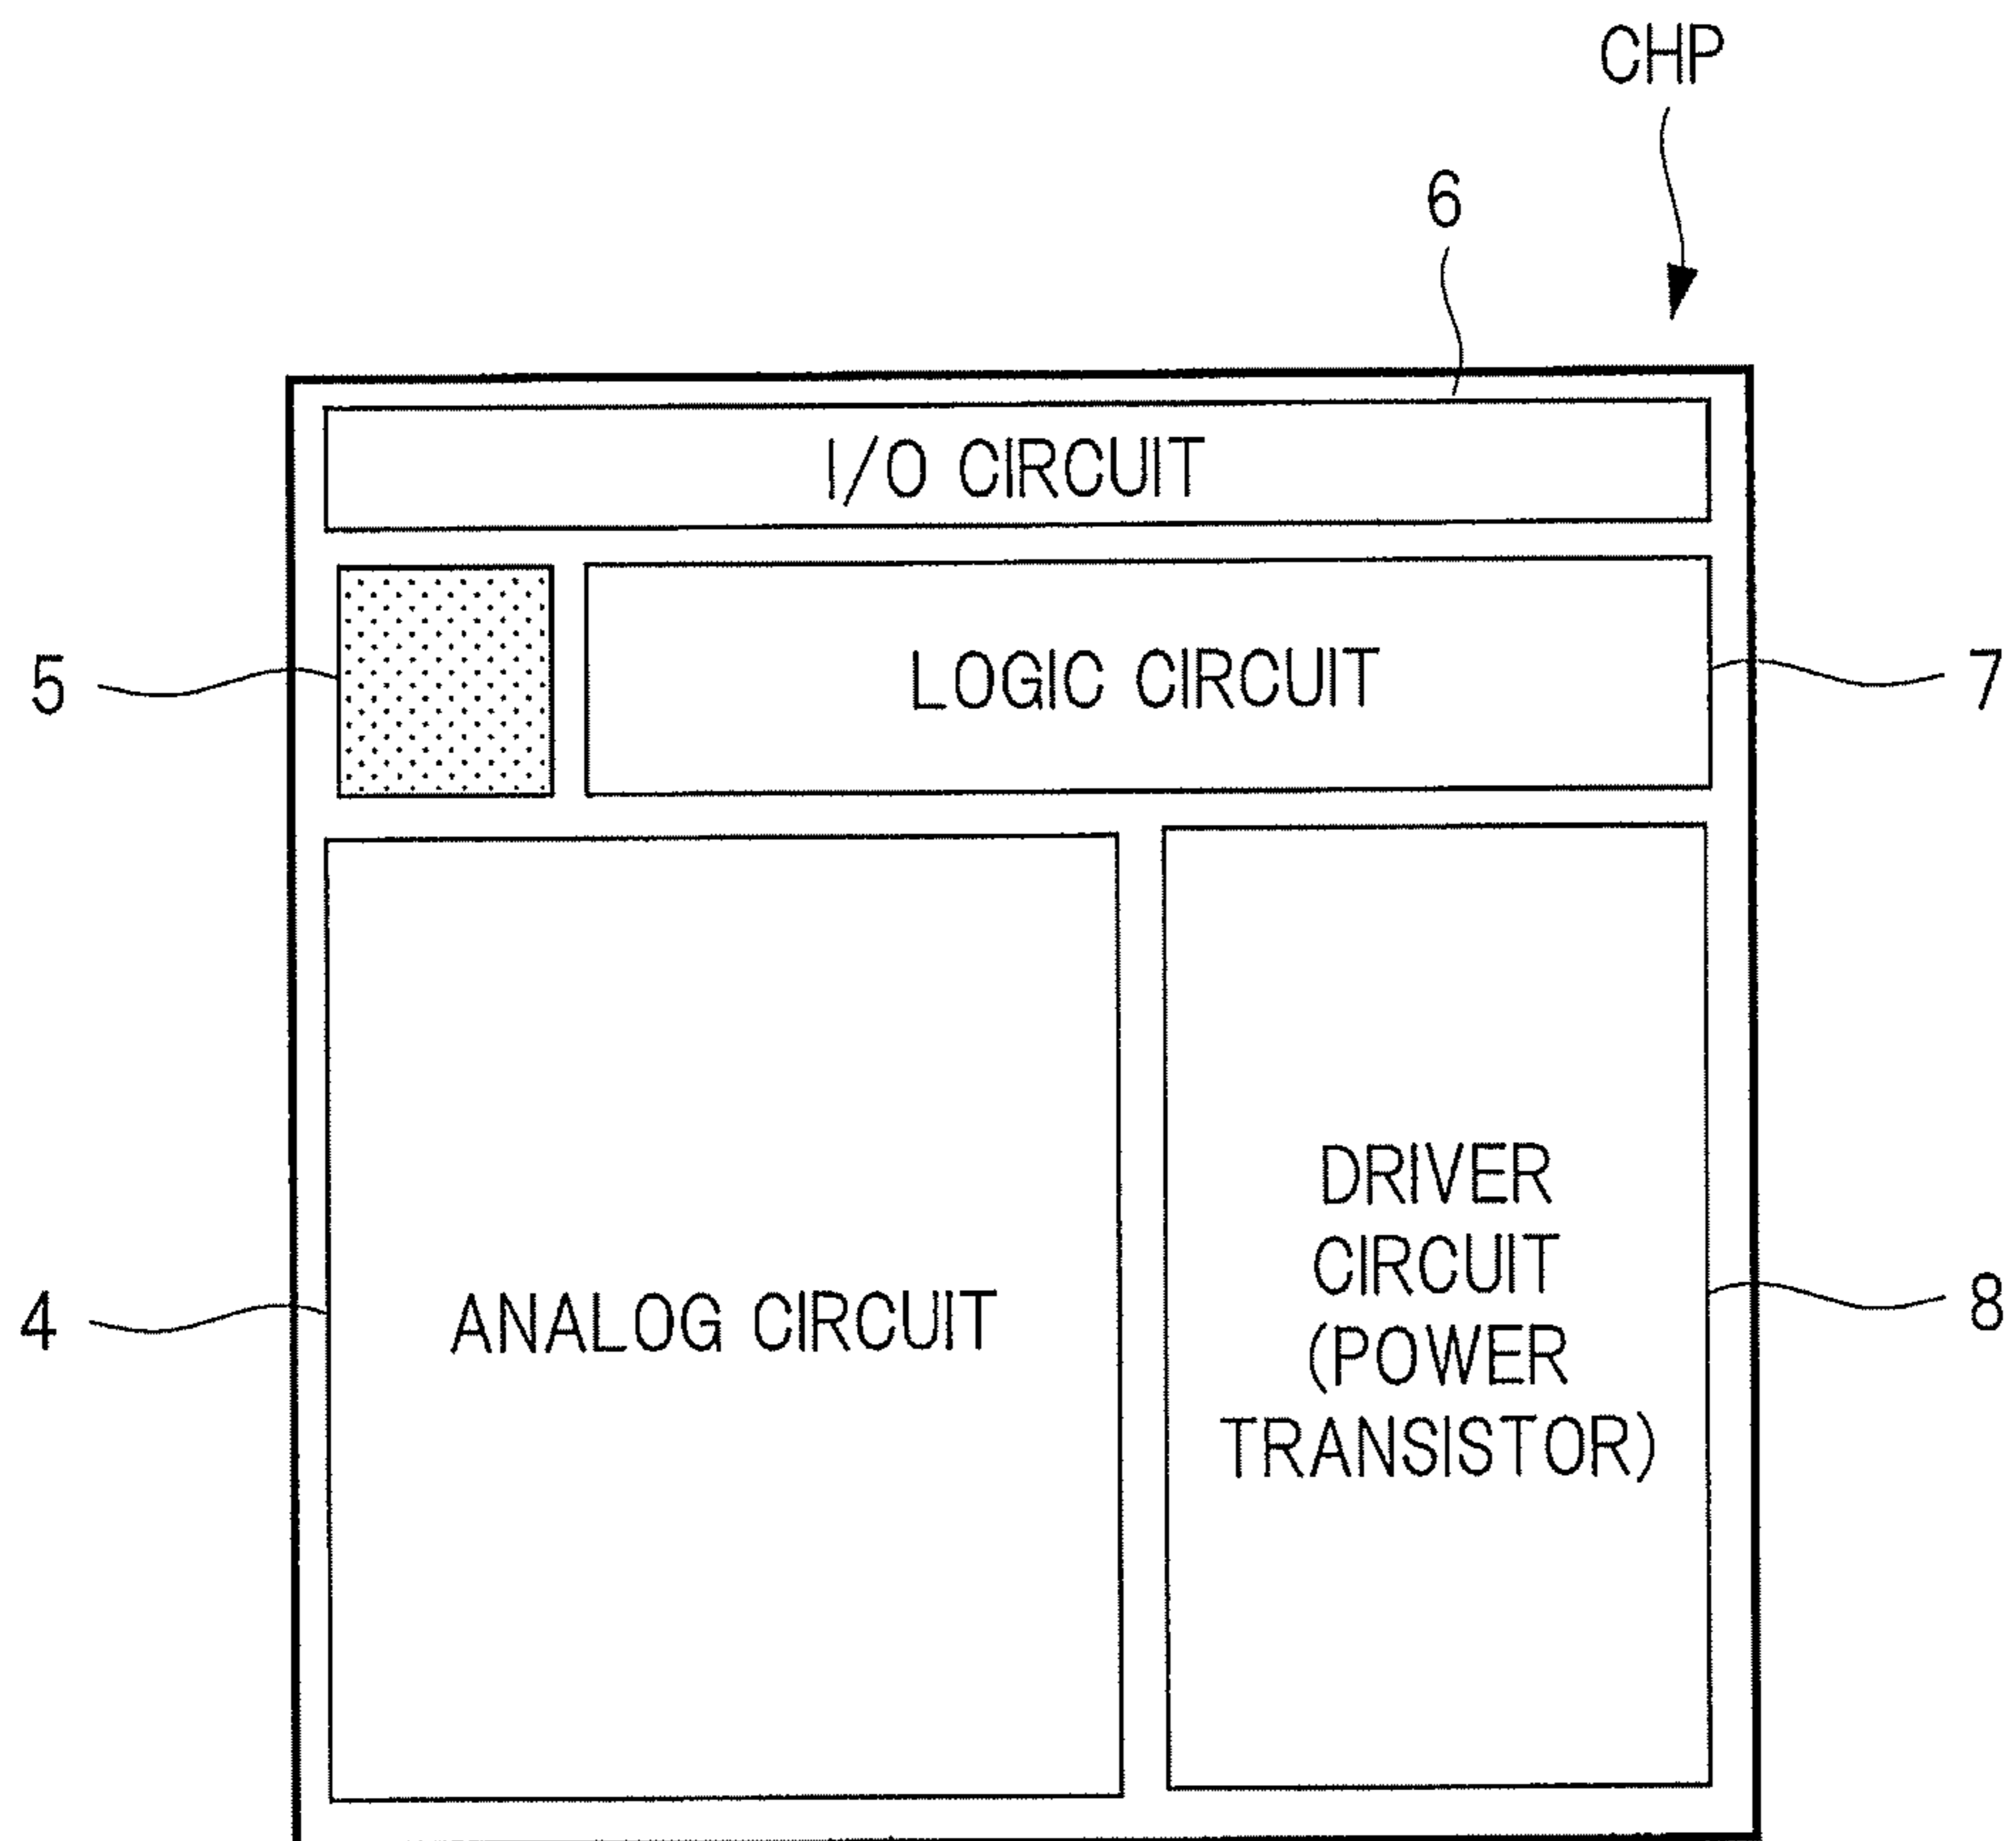 CHP
6
I/O CIRCUIT
5
LOGIC CIRCUIT
7
4
ANALOG CIRCUIT
DRIVER
CIRCUIT
(POWER
TRANSISTOR)
8